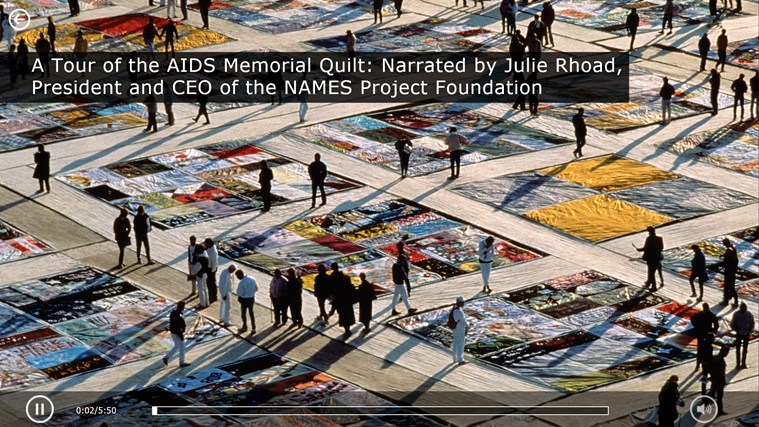 A Tour of the AIDS Memorial Quilt: Narrated by Julie Rhoad,
President and CEO of the NAMES Project Foundation
0:02/5:50